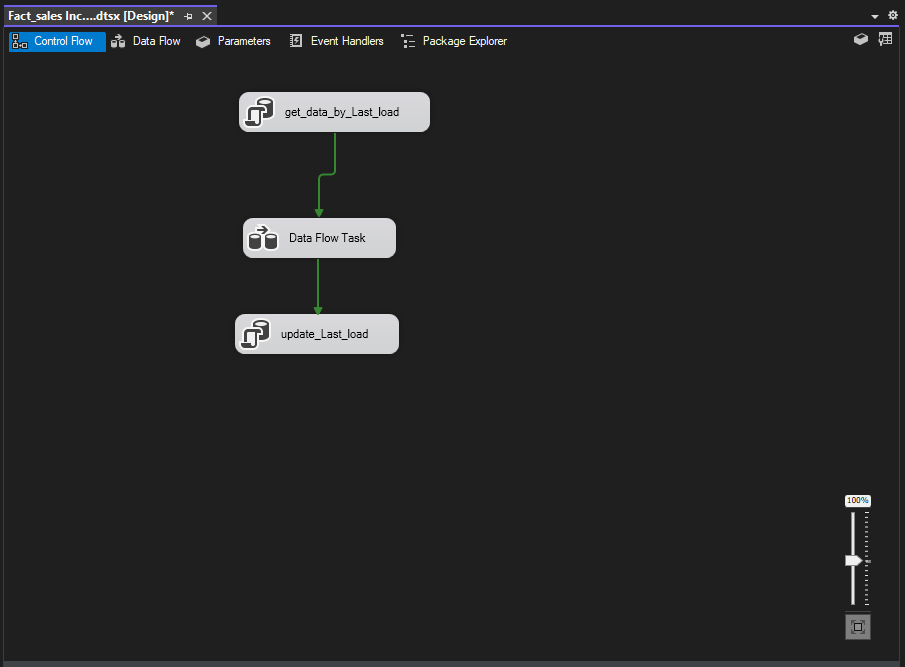 Fact_sales Inc....dtsx [Design]*
Control Flow Data Flow Parameters Event Handlers Package Explorer
get_data_by_Last_load
Data Flow Task
update_Last_load
100%